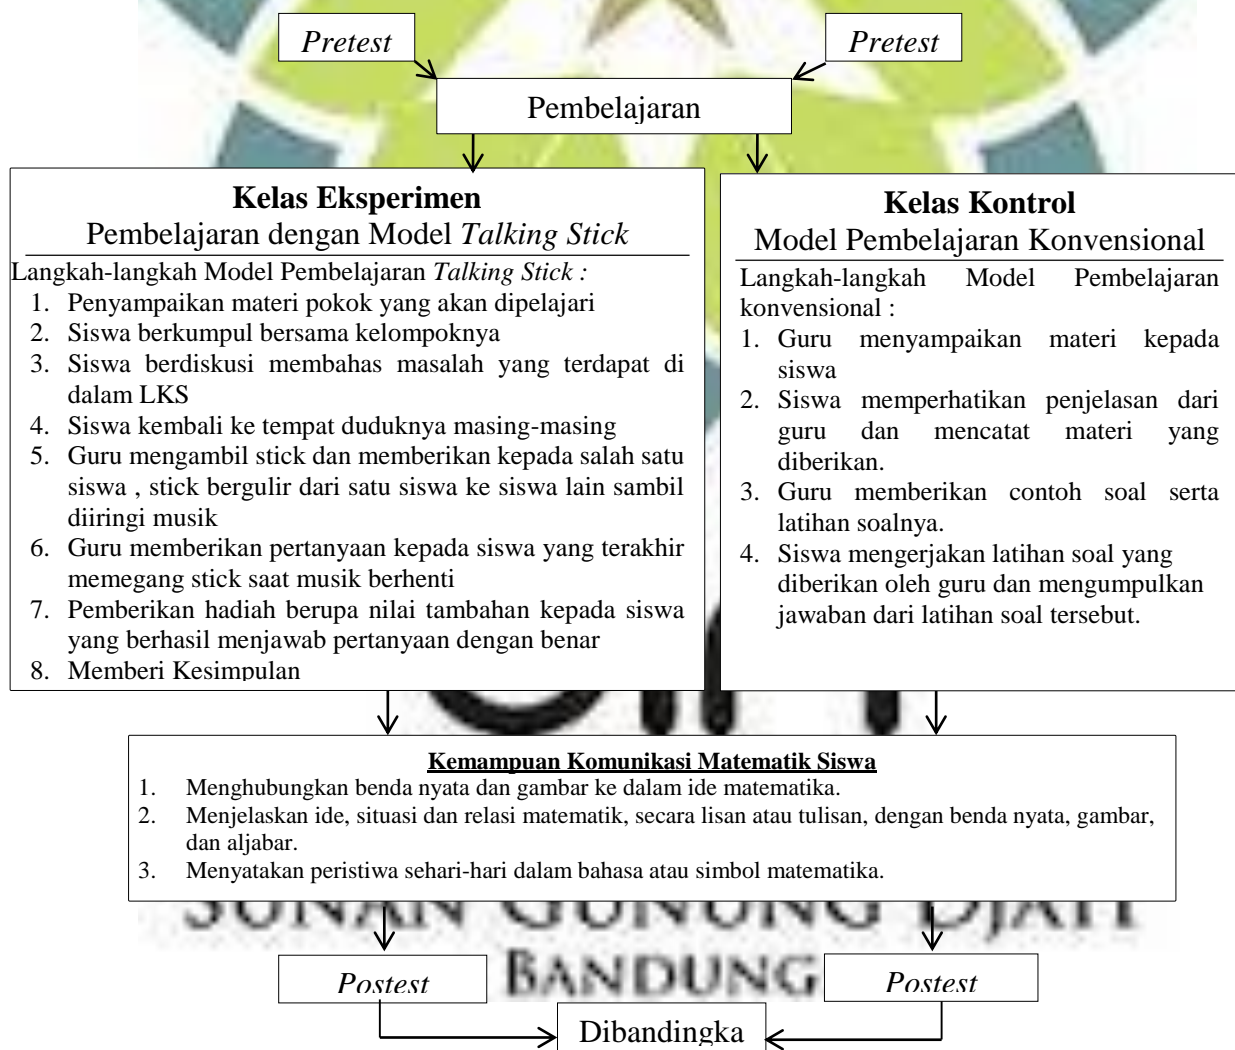 Pretest
Pretest
Pembelajaran
Kelas Eksperimen
Pembelajaran dengan Model Talking Stick
Langkah-langkah Model Pembelajaran Talking Stick :
1. Penyampaikan materi pokok yang akan dipelajari
2. Siswa berkumpul bersama kelompoknya
3. Siswa berdiskusi membahas masalah yang terdapat di
dalam LKS
4. Siswa kembali ke tempat duduknya masing-masing
5. Guru mengambil stick dan memberikan kepada salah satu
siswa , stick bergulir dari satu siswa ke siswa lain sambil
diiringi musik
6. Guru memberikan pertanyaan kepada siswa yang terakhir
memegang stick saat musik berhenti
7. Pemberikan hadiah berupa nilai tambahan kepada siswa
yang berhasil menjawab pertanyaan dengan benar
8. Memberi Kesimpulan
Kelas Kontrol
Model Pembelajaran Konvensional
Langkah-langkah Model Pembelajaran
konvensional :
1. Guru menyampaikan materi kepada
siswa
2. Siswa memperhatikan penjelasan dari
guru dan mencatat materi yang
diberikan.
3. Guru memberikan contoh soal serta
latihan soalnya.
4. Siswa mengerjakan latihan soal yang
diberikan oleh guru dan mengumpulkan
jawaban dari latihan soal tersebut.
Kemampuan Komunikasi Matematik Siswa
1. Menghubungkan benda nyata dan gambar ke dalam ide matematika.
2. Menjelaskan ide, situasi dan relasi matematik, secara lisan atau tulisan, dengan benda nyata, gambar,
dan aljabar.
3. Menyatakan peristiwa sehari-hari dalam bahasa atau simbol matematika.
SUNAN GUNUNG DJATI
BANDUNG
Postest
Postest
Dibandingka